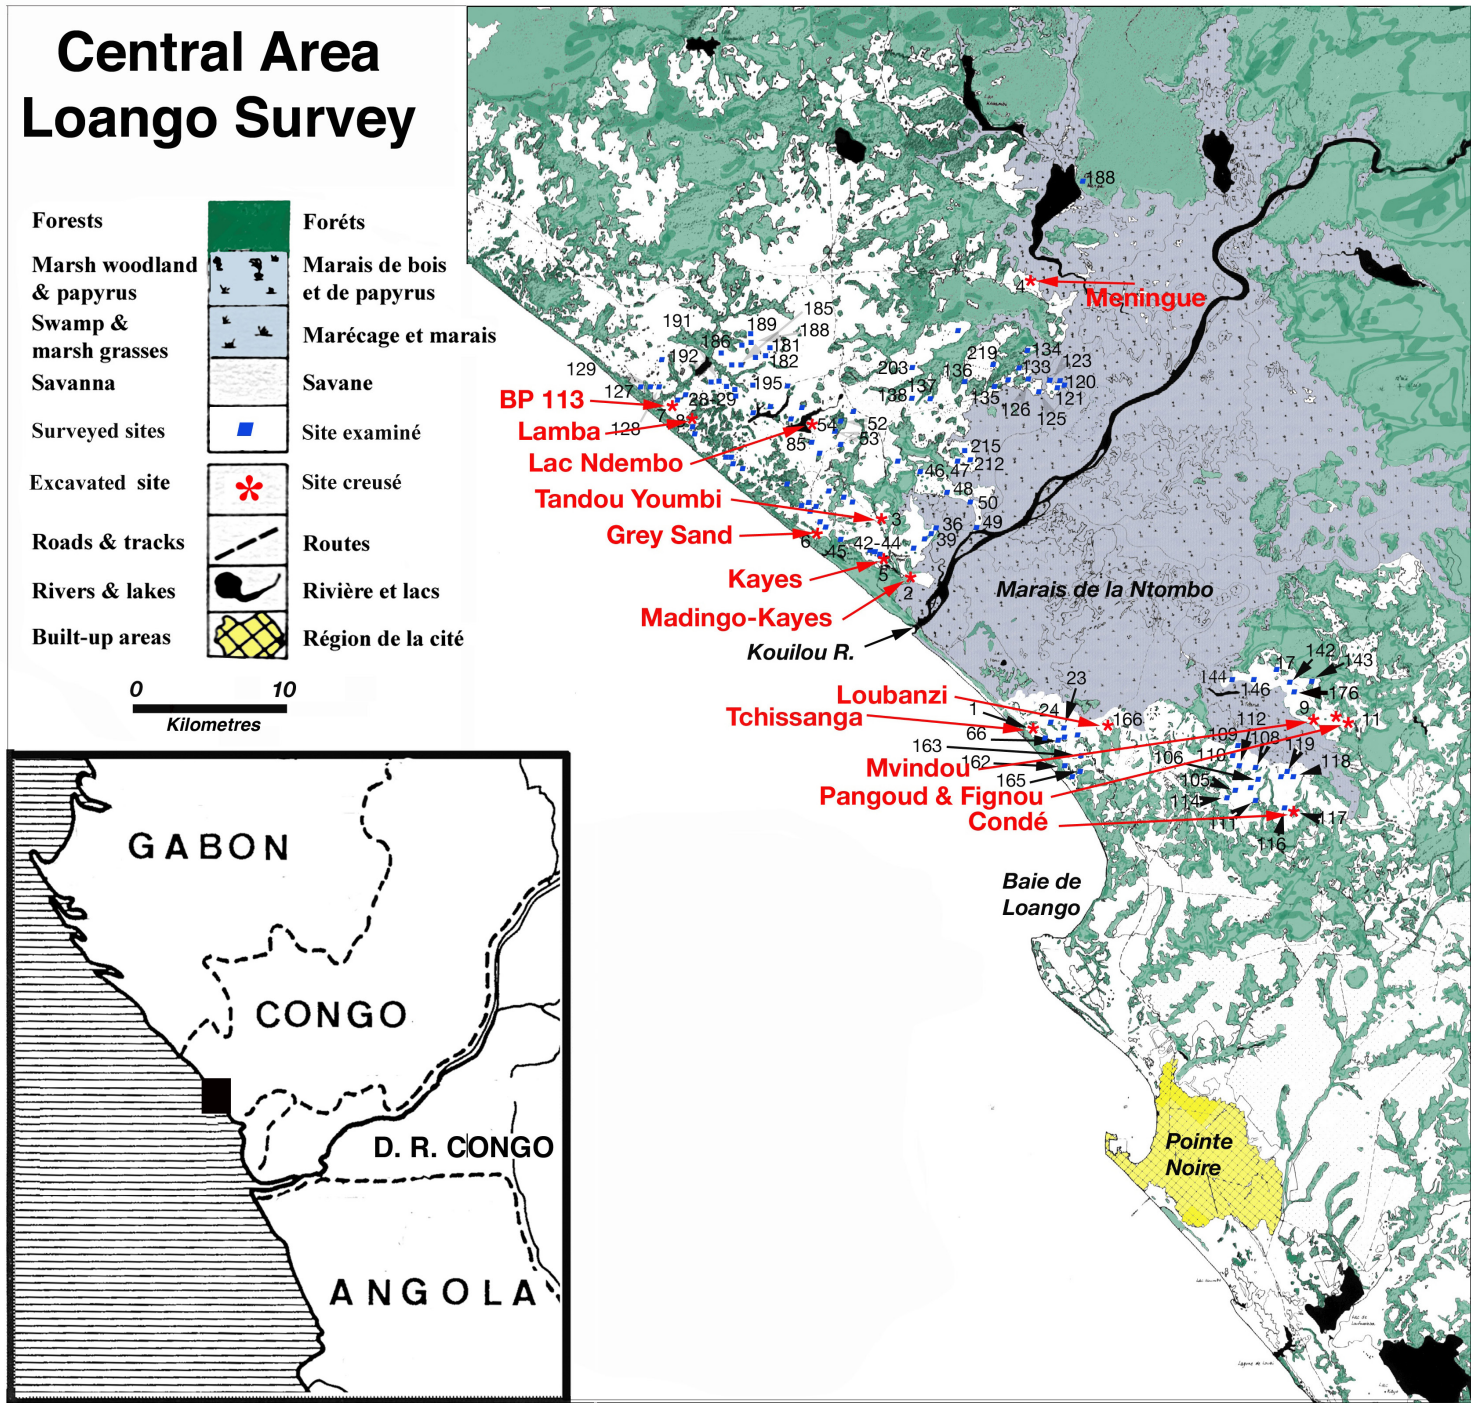 Central Area
Loango Survey
Forests
Foréts
Marsh woodland
& papyrus
Marais de bois
et de papyrus
Swamp &
marsh grasses
Marécage et marais
Savanna
Savane
Surveyed sites
Site examiné
Excavated site
Site creusé
Roads & tracks
Routes
Rivers & lakes
Rivière et lacs
Built-up areas
Région de la cité
0 10
Kilometres
GABON
CONGO
D. R. CONGO
ANGOLA
188
4
Meningue
185
191
189
188
186
181
192
182
129
127
195
BP 113
28-29
7
8
128
Lamba
54
52
53
85
Lac Ndembo
203
219
134
133
123
136
137
138
135
120
121
126
125
215
212
46
47
48
50
49
36
39
Tandou Youmbi
3
Grey Sand
6
45
42-44
Kayes
5
Madingo-Kayes
2
Kouilou R.
Marais de la Ntombo
Loubanzi
Tchissanga
1
24
23
166
66
163
162
165
Mvindou
Pangoud & Fignou
Condé
17
142
143
144
146
176
9
11
112
109
108
110
119
106
118
105
114
111
117
116
Baie de
Loango
Pointe
Noire